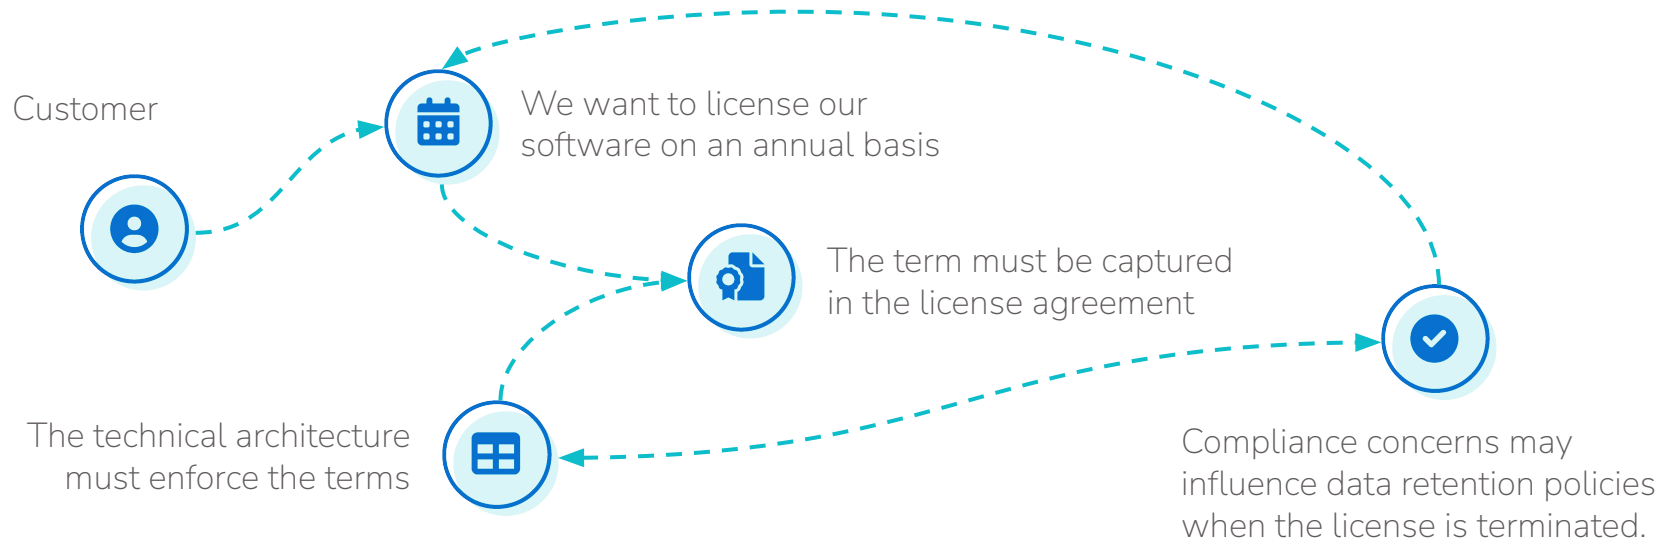 Customer
We want to license our
software on an annual basis
The term must be captured
in the license agreement
The technical architecture
must enforce the terms
Compliance concerns may
influence data retention policies
when the license is terminated.